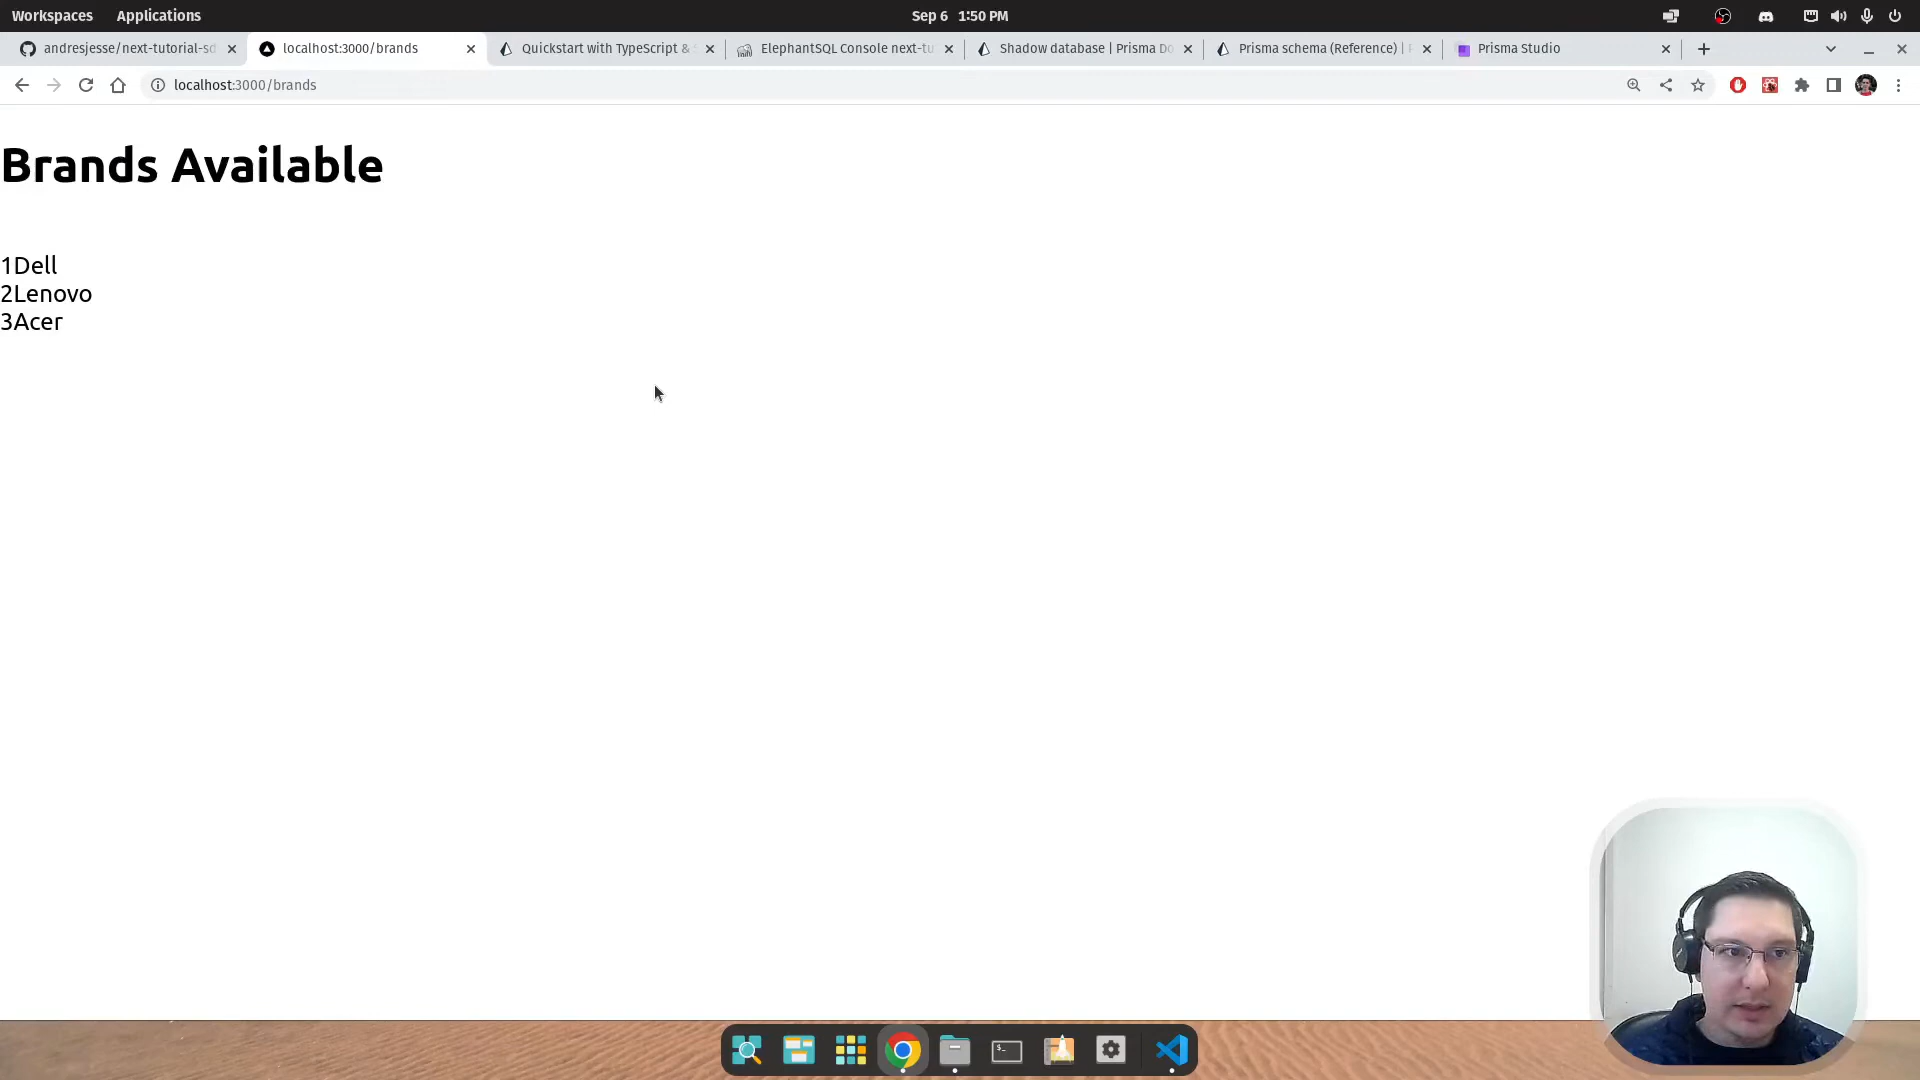 Workspaces Applications Sep 6 1:50 PM
andresjesse/next-tutorial-sd localhost:3000/brands Quickstart with TypeScript & ElephantSQL Console next-tu Shadow database | Prisma Do Prisma schema (Reference) | Prisma Studio
localhost:3000/brands
Brands Available
1Dell
2Lenovo
3Acer